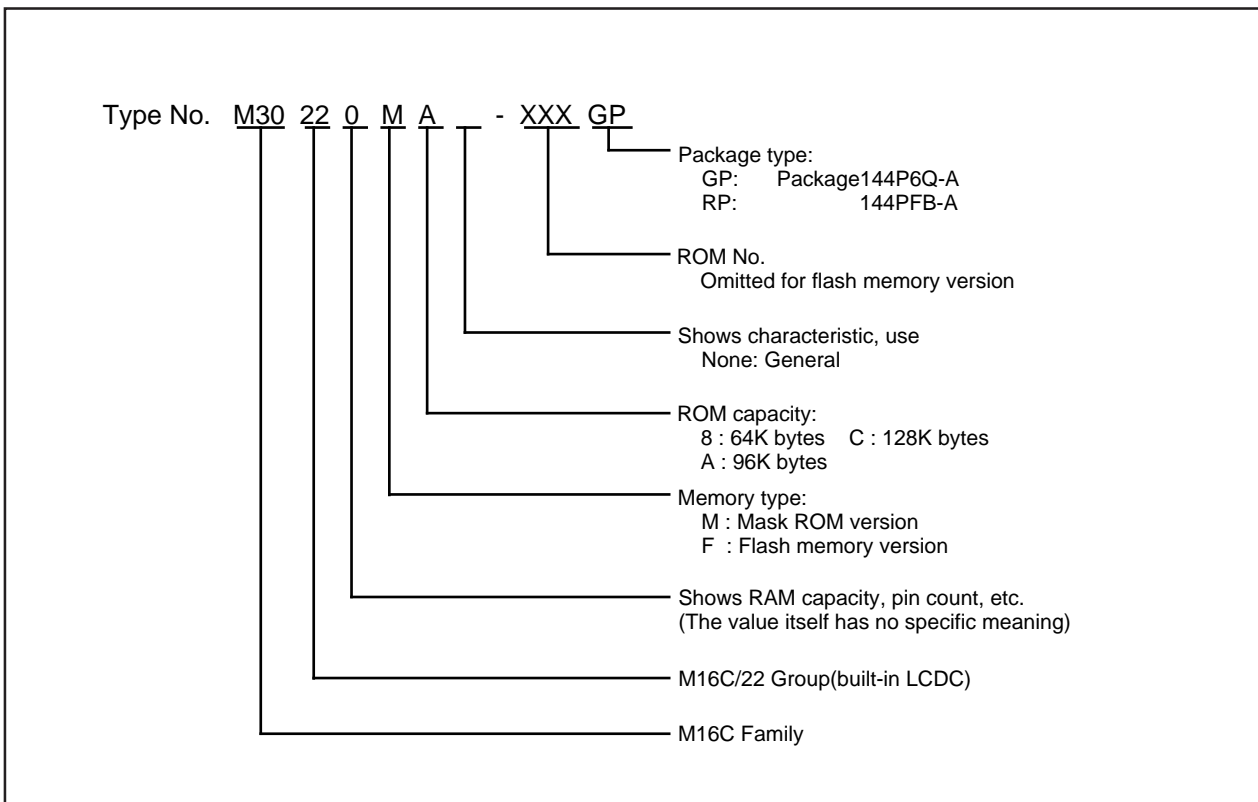 Type No. M30 22 0 M A _ - XXX GP
Package type:
GP: Package144P6Q-A
RP: 144PFB-A
ROM No.
Omitted for flash memory version
Shows characteristic, use
None: General
ROM capacity:
8 : 64K bytes C : 128K bytes
A : 96K bytes
Memory type:
M : Mask ROM version
F : Flash memory version
Shows RAM capacity, pin count, etc.
(The value itself has no specific meaning)
M16C/22 Group(built-in LCDC)
M16C Family